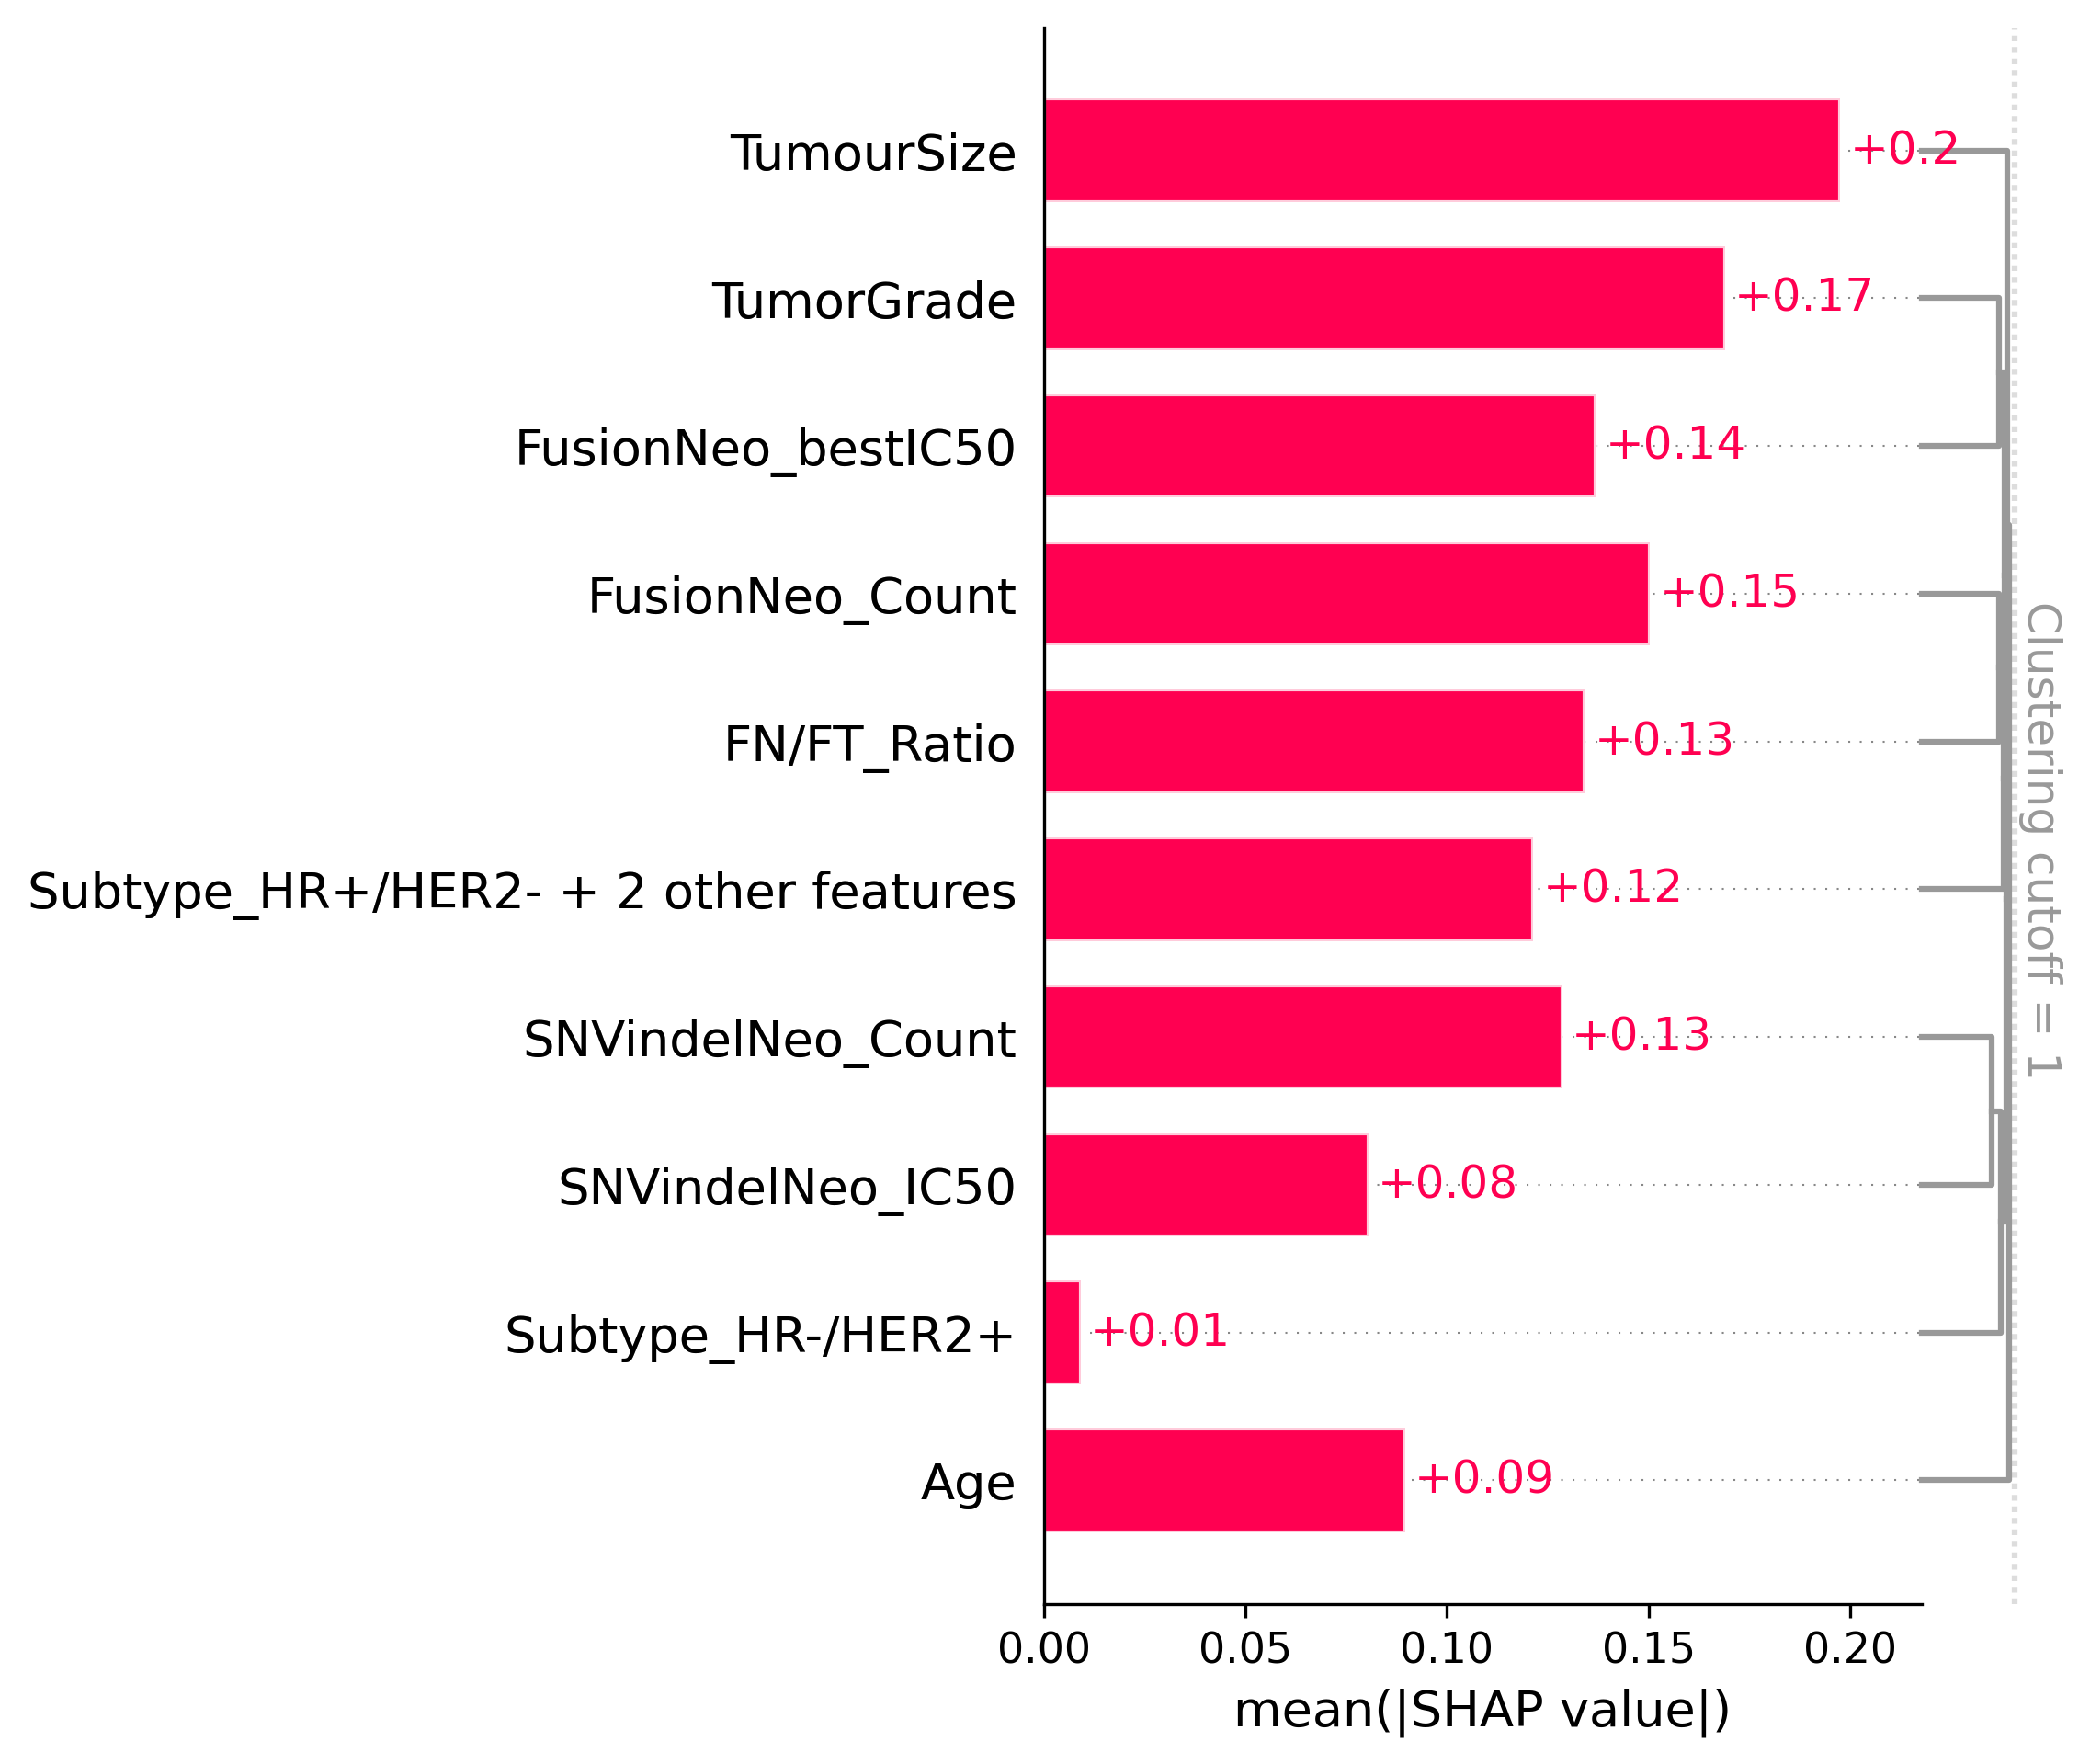 TumourSize +0.2
TumorGrade +0.17
FusionNeo_bestIC50 +0.14
FusionNeo_Count +0.15
FN/FT_Ratio +0.13
Subtype_HR+/HER2- + 2 other features +0.12
SNVindelNeo_Count +0.13
SNVindelNeo_IC50 +0.08
Subtype_HR-/HER2+ +0.01
Age +0.09
Clustering cutoff = 1
0.00 0.05 0.10 0.15 0.20
mean(|SHAP value|)